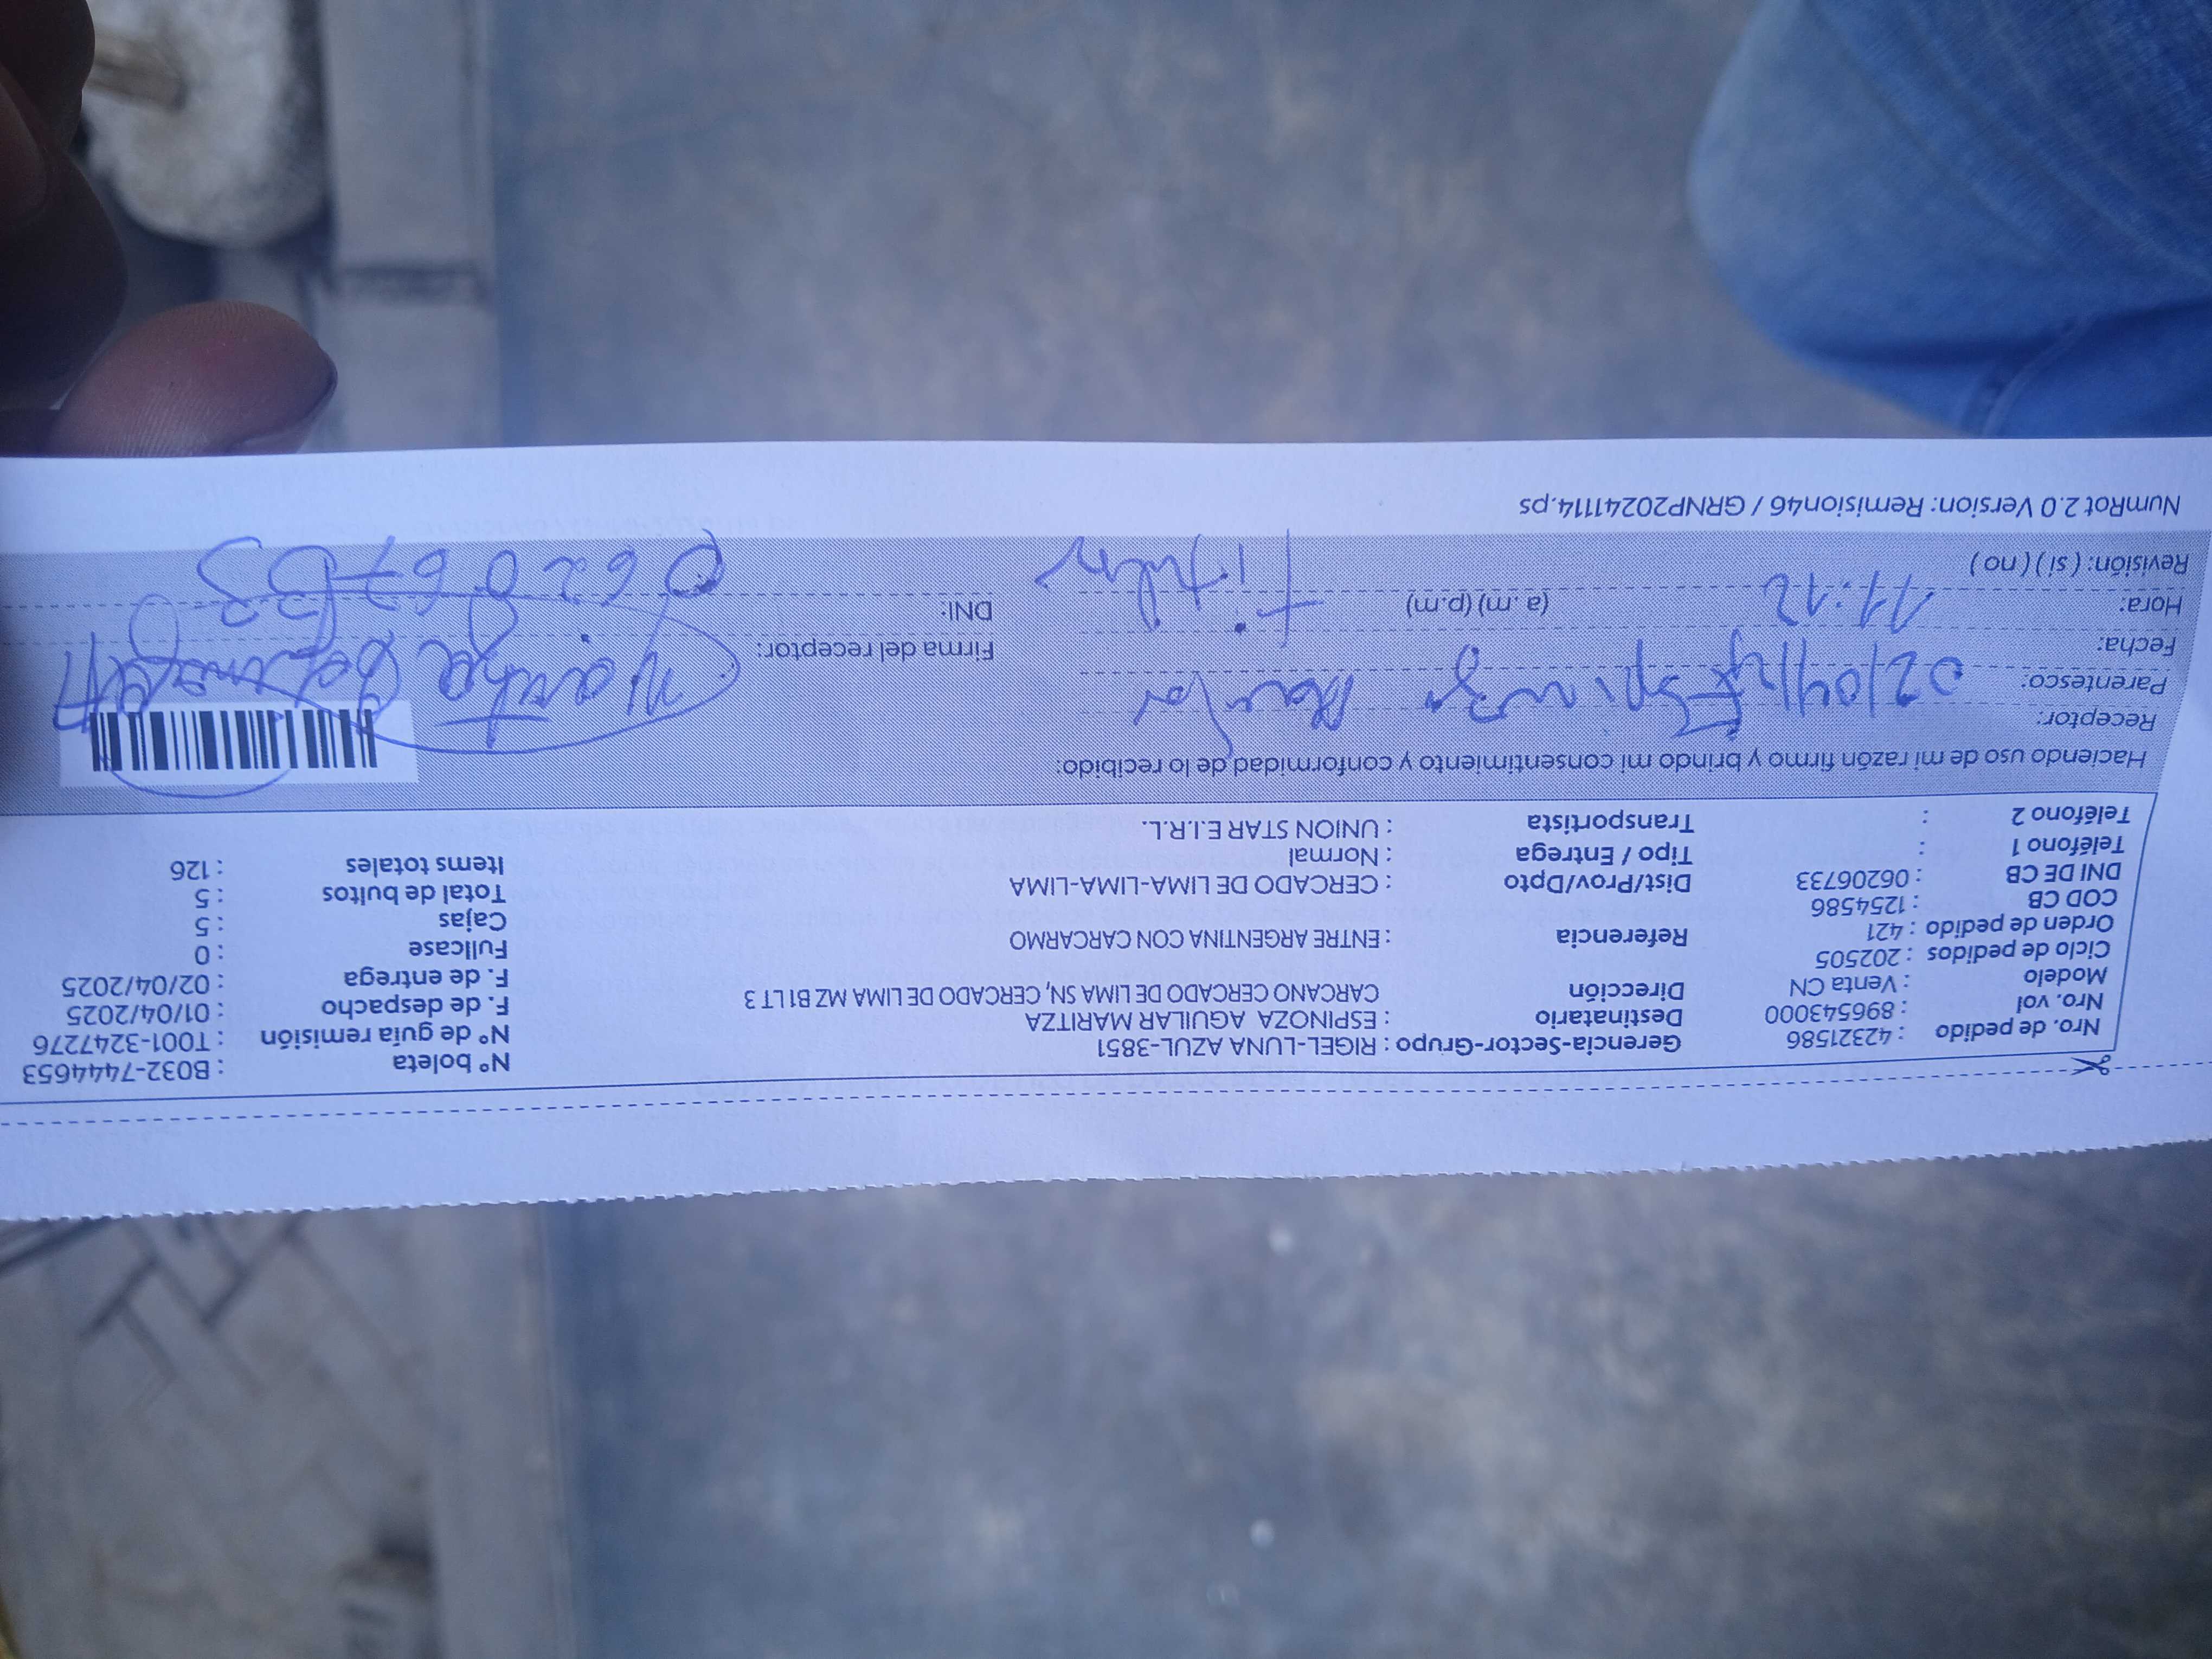 Nro. de pedido : 42321586
Nro. vol : 896543000
Modelo : Venta CN
Ciclo de pedidos : 202505
Orden de pedido : 421
COD CB : 1254586
DNI DE CB : 06206733
Teléfono 1 :
Teléfono 2 :
Gerencia-Sector-Grupo : RIGEL-LUNA AZUL-3851
Destinatario : ESPINOZA AGUILAR MARITZA
Dirección CARCANO CERCADO DE LIMA SN, CERCADO DE LIMA MZ B1 LT 3
Referencia : ENTRE ARGENTINA CON CARCARMO
Dist/Prov/Dpto : CERCADO DE LIMA-LIMA-LIMA
Tipo / Entrega : Normal
Transportista : UNION STAR E.I.R.L.
N° boleta : B032-7444653
N° de guía remisión : T001-3247276
F. de despacho : 01/04/2025
F. de entrega : 02/04/2025
Fullcase : 0
Cajas : 5
Total de bultos : 5
Items totales : 126
Haciendo uso de mi razón firmo y brindo mi consentimiento y conformidad de lo recibido:
Receptor: Espinoza
Parentesco: Titular
Fecha: 02/04/25
Hora: 11:12 (a.m) (p.m)
Revisión: ( si ) ( no )
Firma del receptor:
DNI: 06206733
NumRot 2.0 Version: Remision46 / GRNP20241114.ps